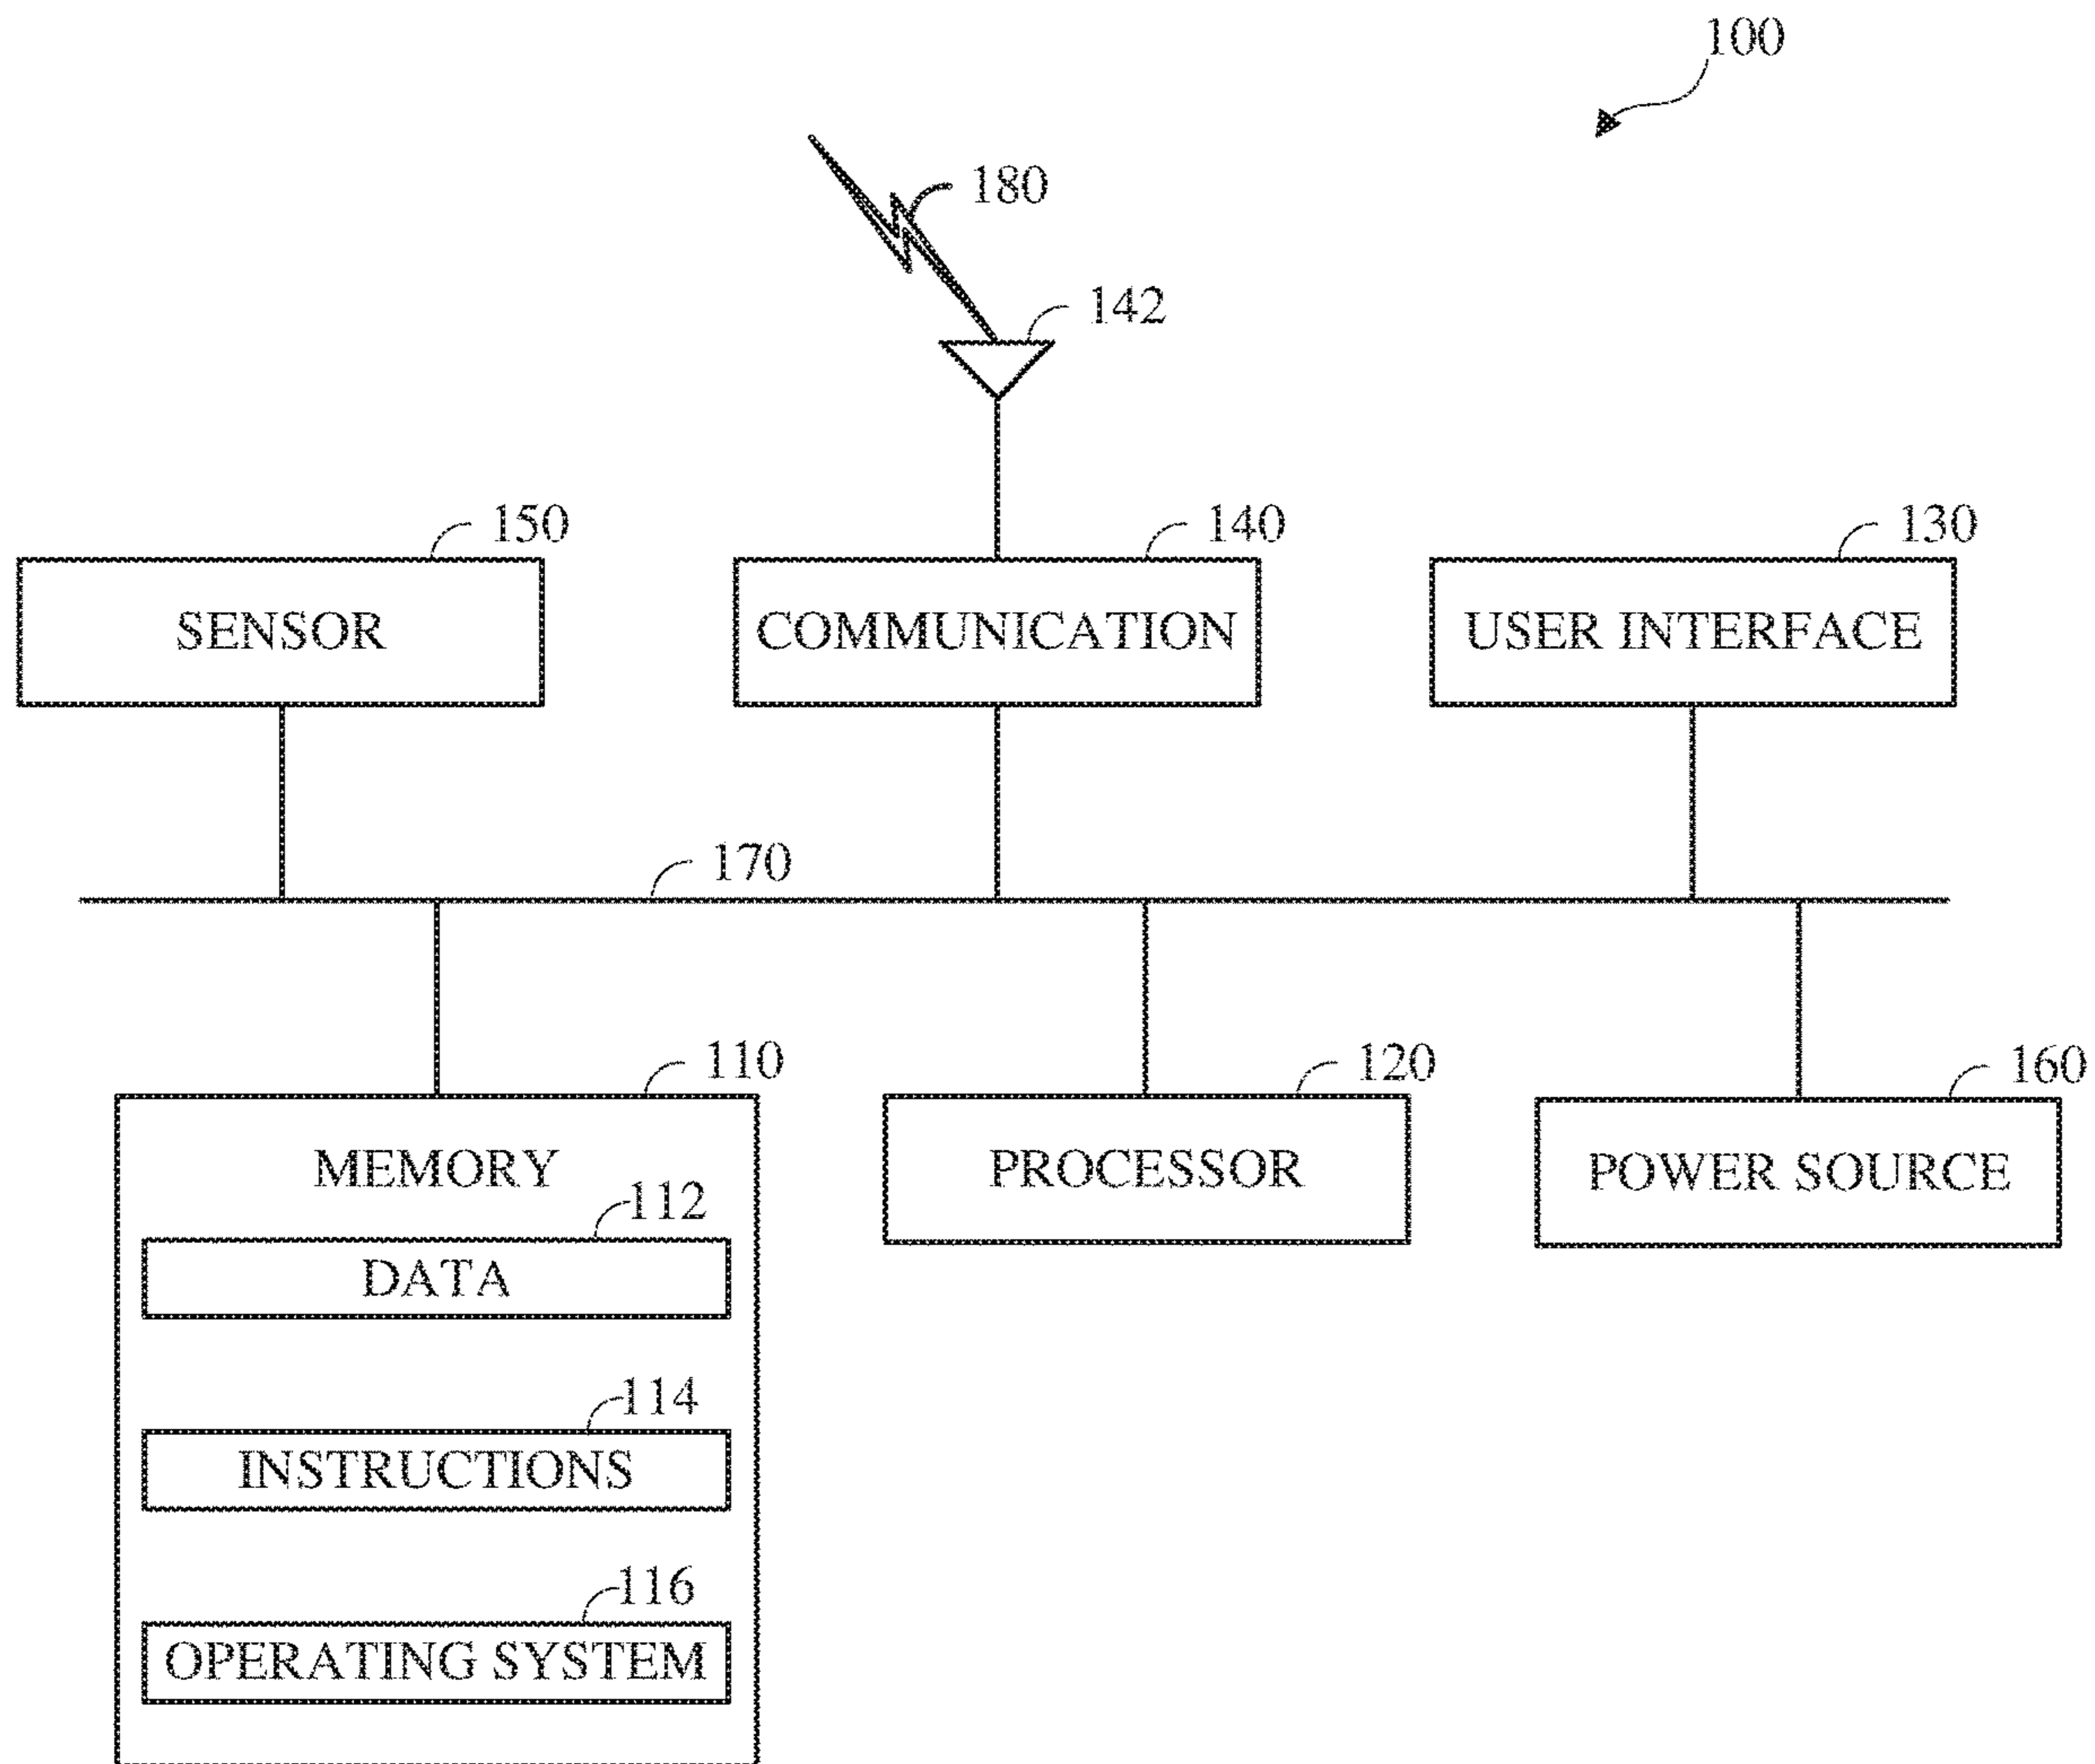 100
180
142
150
140
130
SENSOR
COMMUNICATION
USER INTERFACE
170
110
120
160
MEMORY
PROCESSOR
POWER SOURCE
112
DATA
114
INSTRUCTIONS
116
OPERATING SYSTEM